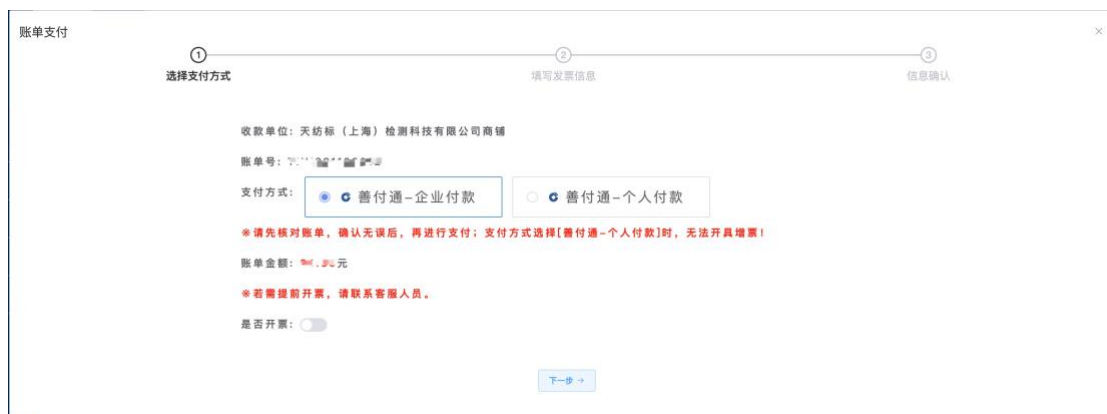 账单支付
1 2 3
选择支付方式 填写发票信息 信息确认
收款单位：天纺标（上海）检测科技有限公司商铺
账单号：
支付方式： 善付通-企业付款 善付通-个人付款
※请先核对账单，确认无误后，再进行支付；支付方式选择[善付通-个人付款]时，无法开具增票！
账单金额： 元
※若需提前开票，请联系客服人员。
是否开票：
下一步 →